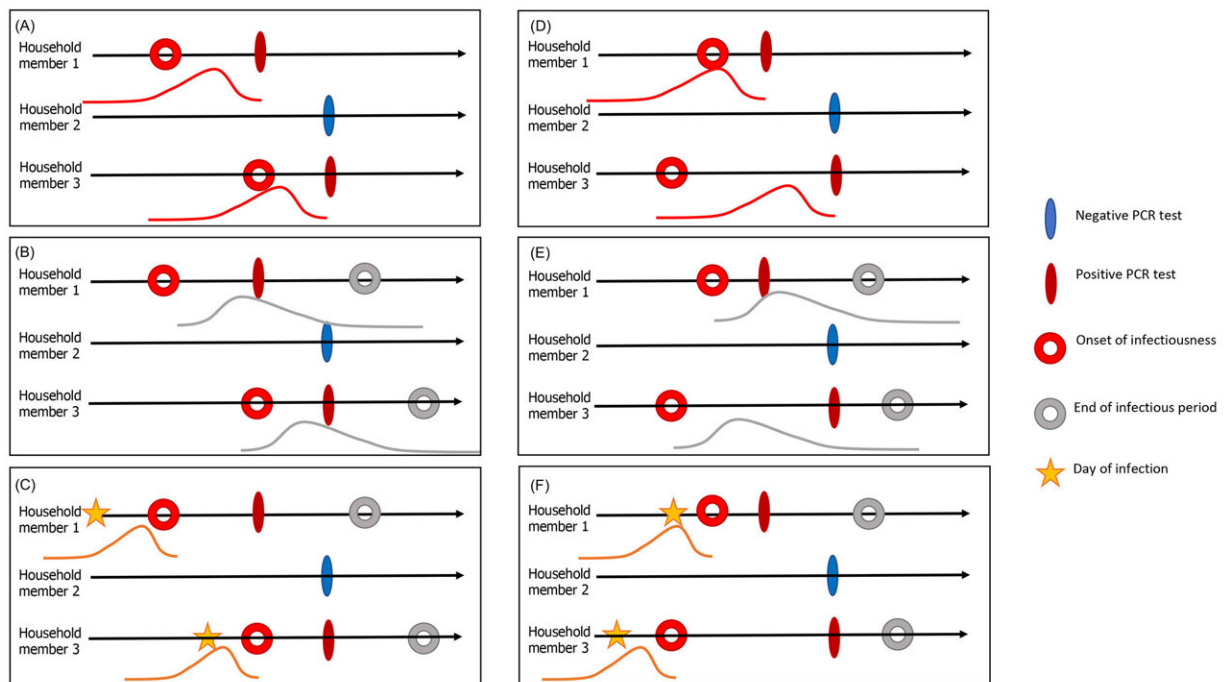 (A)
Household
member 1
Household
member 2
Household
member 3
(B)
Household
member 1
Household
member 2
Household
member 3
(C)
Household
member 1
Household
member 2
Household
member 3
(D)
Household
member 1
Household
member 2
Household
member 3
(E)
Household
member 1
Household
member 2
Household
member 3
(F)
Household
member 1
Household
member 2
Household
member 3
Negative PCR test
Positive PCR test
Onset of infectiousness
End of infectious period
Day of infection